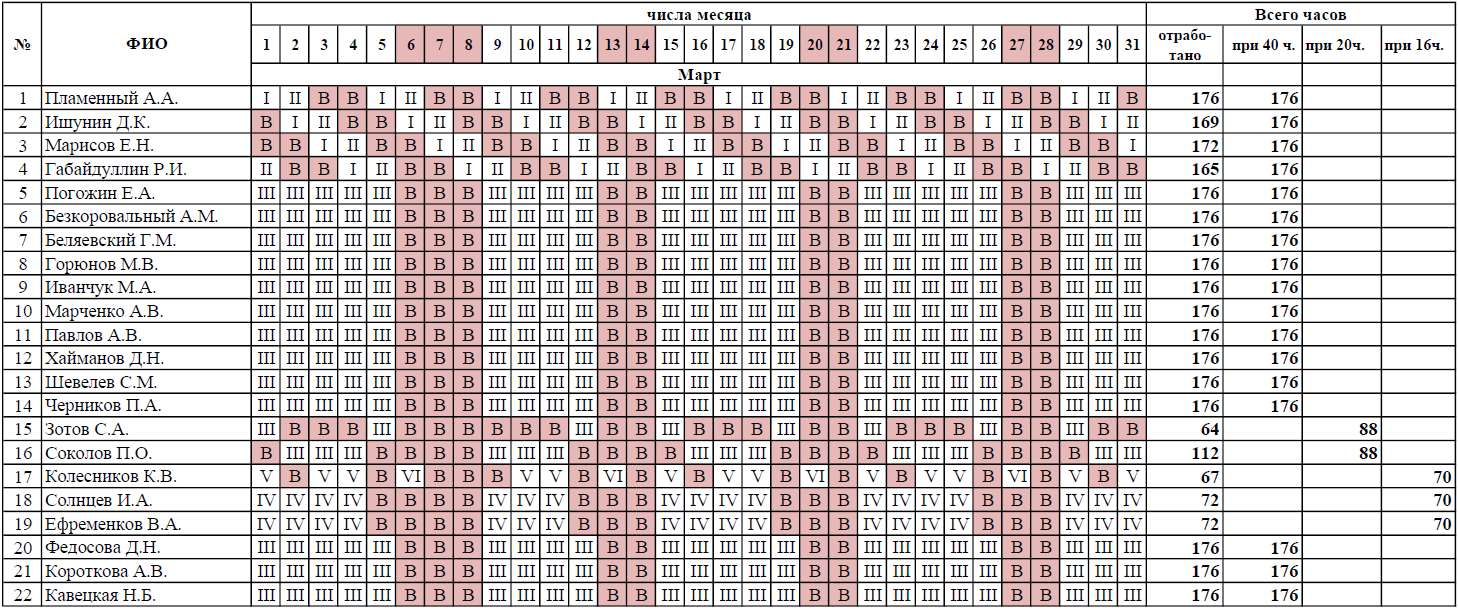 № ФИО числа месяца Всего часов
1 2 3 4 5 6 7 8 9 10 11 12 13 14 15 16 17 18 19 20 21 22 23 24 25 26 27 28 29 30 31 отрабо-тано при 40 ч. при 20ч. при 16ч.
Март
1 Пламенный А.А. I II В В I II В В I II В В I II В В I II В В I II В В I II В В I II В 176 176
2 Ишунин Д.К. В I II В В I II В В I II В В I II В В I II В В I II В В I II В В I II 169 176
3 Марисов Е.Н. В В I II В В I II В В I II В В I II В В I II В В I II В В I II В В I 172 176
4 Габайдуллин Р.И. II В В I II В В I II В В I II В В I II В В I II В В I II В В I II В В 165 176
5 Погожин Е.А. III III III III III В В В III III III III В В III III III III III В В III III III III III В В III III III 176 176
6 Безкоровальный А.М. III III III III III В В В III III III III В В III III III III III В В III III III III III В В III III III 176 176
7 Беляевский Г.М. III III III III III В В В III III III III В В III III III III III В В III III III III III В В III III III 176 176
8 Горюнов М.В. III III III III III В В В III III III III В В III III III III III В В III III III III III В В III III III 176 176
9 Иванчук М.А. III III III III III В В В III III III III В В III III III III III В В III III III III III В В III III III 176 176
10 Марченко А.В. III III III III III В В В III III III III В В III III III III III В В III III III III III В В III III III 176 176
11 Павлов А.В. III III III III III В В В III III III III В В III III III III III В В III III III III III В В III III III 176 176
12 Хайманов Д.Н. III III III III III В В В III III III III В В III III III III III В В III III III III III В В III III III 176 176
13 Шевелев С.М. III III III III III В В В III III III III В В III III III III III В В III III III III III В В III III III 176 176
14 Черников П.А. III III III III III В В В III III III III В В III III III III III В В III III III III III В В III III III 176 176
15 Зотов С.А. III В В В III В В В В В В III В В III В В В III В В III В В В III В В III В В 64 88
16 Соколов П.О. В III III III В В В В III III III В В В В III III III В В В В III III III В В В В III III 112 88
17 Колесников К.В. V В V V В VI В В В V V В VI В V В V V В VI В V В V V В VI В V В V 67 70
18 Солнцев И.А. IV IV IV IV В В В В IV IV IV В В В IV IV IV IV В В В IV IV IV IV В В В IV IV IV 72 70
19 Ефременков В.А. IV IV IV IV В В В В IV IV IV В В В IV IV IV IV В В В IV IV IV IV В В В IV IV IV 72 70
20 Федосова Д.Н. III III III III III В В В III III III III В В III III III III III В В III III III III III В В III III III 176 176
21 Короткова А.В. III III III III III В В В III III III III В В III III III III III В В III III III III III В В III III III 176 176
22 Кавецкая Н.Б. III III III III III В В В III III III III В В III III III III III В В III III III III III В В III III III 176 176